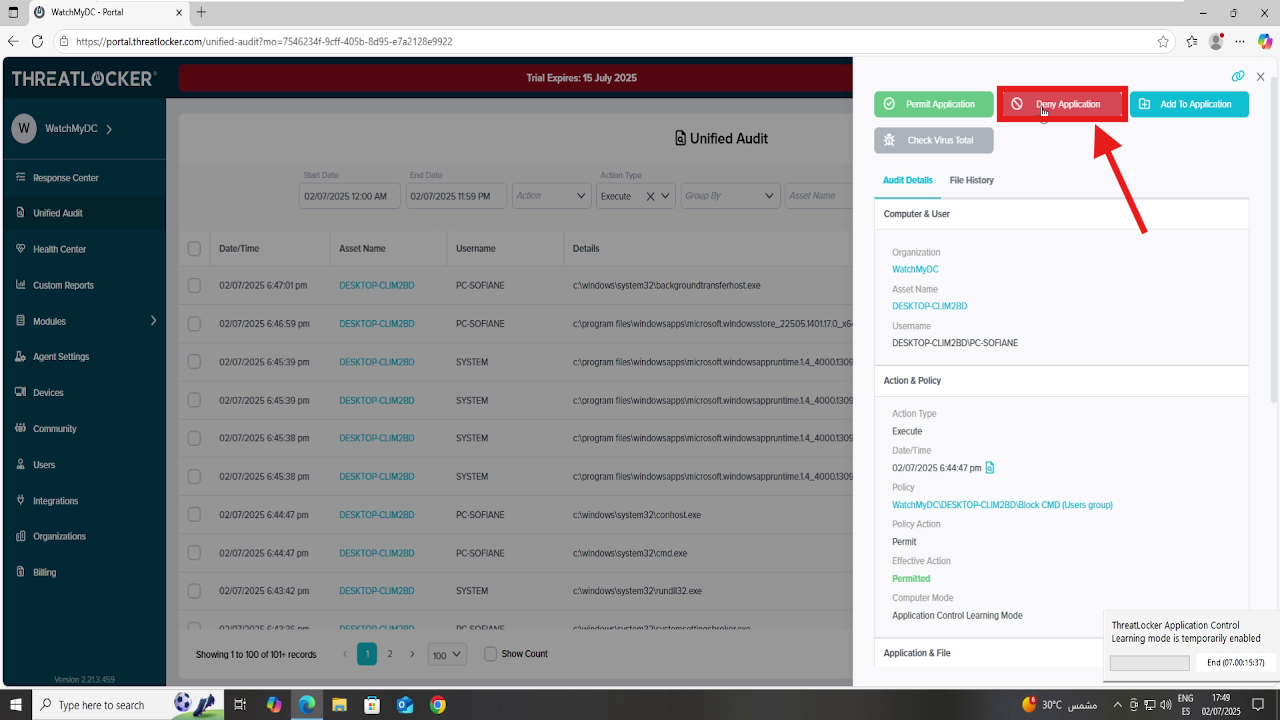 https://portal.
unified-audit?mo=7546234-9ff-405b-8d95-e7a2128e9922
THREATLOCKER
Trial Expires: 15 July 2025
W WatchMyDC
Permit Application
Deny Application
Add To Application
Check Virus Total
Response Center
Unified Audit
Health Center
Custom Reports
Modules
Agent Settings
Devices
Community
Users
Integrations
Organizations
Billing
Version 2.21.3.459
Unified Audit
Start Date
End Date
Action Type
02/07/2025 12:00 AM
02/07/2025 11:59 PM
Action
Execute
Group By
Asset Name
Date/Time Asset Name Username Details
02/07/2025 6:47:01 pm DESKTOP-CLIM2BD PC-SOFIANE c:\windows\system32\backgroundtransferhost.exe
02/07/2025 6:46:59 pm DESKTOP-CLIM2BD PC-SOFIANE c:\program files\windowsapps\microsoft.windowsstore_22505.1401.17.0_x6
02/07/2025 6:45:39 pm DESKTOP-CLIM2BD SYSTEM c:\program files\windowsapps\microsoft.windowsappruntime.1.4_4000.1309
02/07/2025 6:45:39 pm DESKTOP-CLIM2BD SYSTEM c:\program files\windowsapps\microsoft.windowsappruntime.1.4_4000.1309
02/07/2025 6:45:38 pm DESKTOP-CLIM2BD SYSTEM c:\program files\windowsapps\microsoft.windowsappruntime.1.4_4000.1309
02/07/2025 6:45:38 pm DESKTOP-CLIM2BD SYSTEM c:\program files\windowsapps\microsoft.windowsappruntime.1.4_4000.1309
02/07/2025 6:44:47 pm DESKTOP-CLIM2BD PC-SOFIANE c:\windows\system32\conhost.exe
02/07/2025 6:44:47 pm DESKTOP-CLIM2BD PC-SOFIANE c:\windows\system32\cmd.exe
02/07/2025 6:43:42 pm DESKTOP-CLIM2BD SYSTEM c:\windows\system32\rundll32.exe
02/07/2025 6:43:36 pm DESKTOP-CLIM2BD SYSTEM c:\windows\system32\systemsettingsbroker.exe
Showing 1 to 100 of 101+ records
1 2
100
Show Count
Audit Details
File History
Computer & User
Organization
WatchMyDC
Asset Name
DESKTOP-CLIM2BD
Username
DESKTOP-CLIM2BD\PC-SOFIANE
Action & Policy
Action Type
Execute
Date/Time
02/07/2025 6:44:47 pm
Policy
WatchMyDC\DESKTOP-CLIM2BD\Block CMD (Users group)
Policy Action
Permit
Effective Action
Permitted
Computer Mode
Application Control Learning Mode
Application & File
ThreatLocker Application Control
Learning mode is temporarily enabled
End (07.00:15:37)